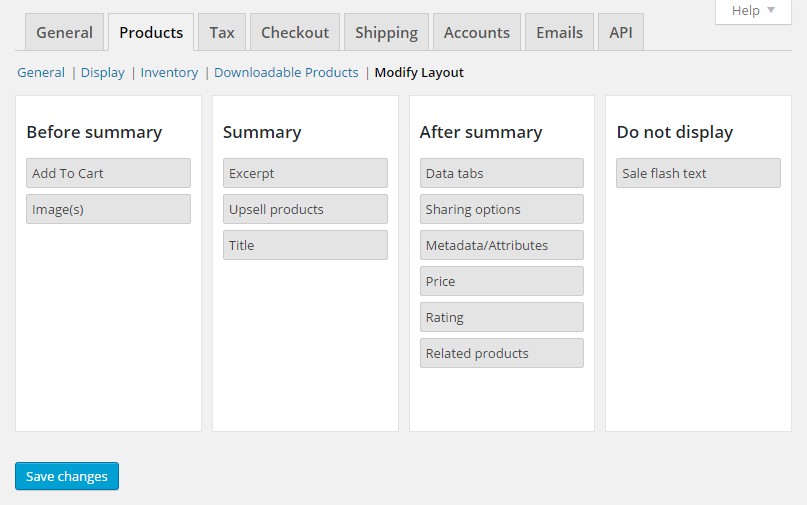 Help
General Products Tax Checkout Shipping Accounts Emails API
General | Display | Inventory | Downloadable Products | Modify Layout
Before summary
Add To Cart
Image(s)
Summary
Excerpt
Upsell products
Title
After summary
Data tabs
Sharing options
Metadata/Attributes
Price
Rating
Related products
Do not display
Sale flash text
Save changes